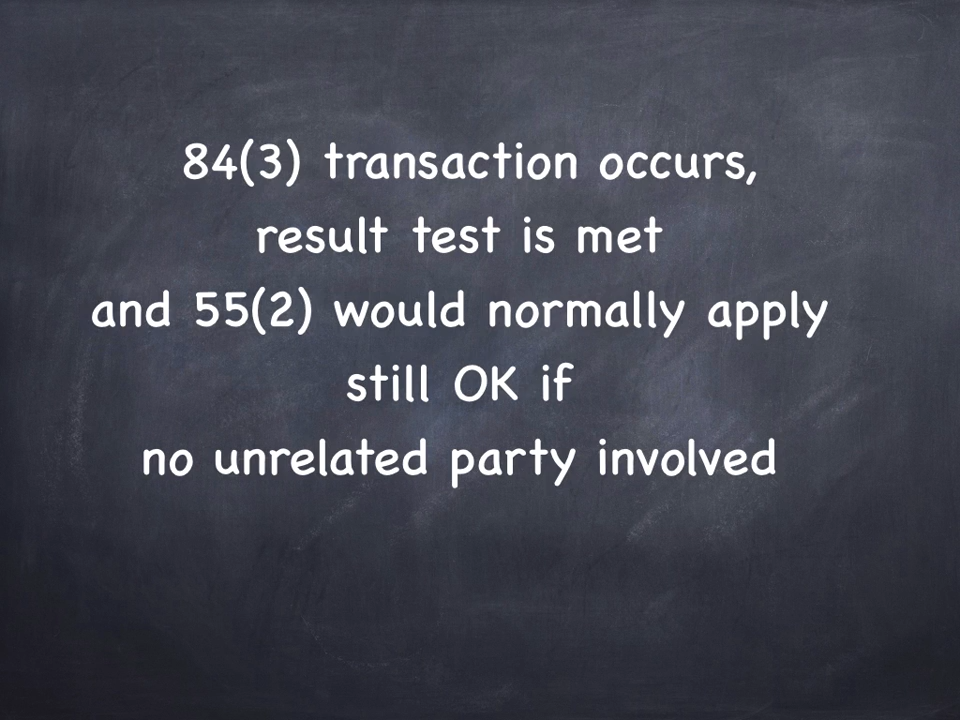 84(3) transaction occurs,
result test is met
and 55(2) would normally apply
still OK if
no unrelated party involved